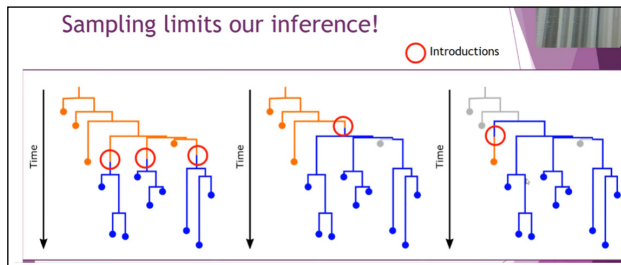 Sampling limits our inference!
Introductions
Time
Time
Time